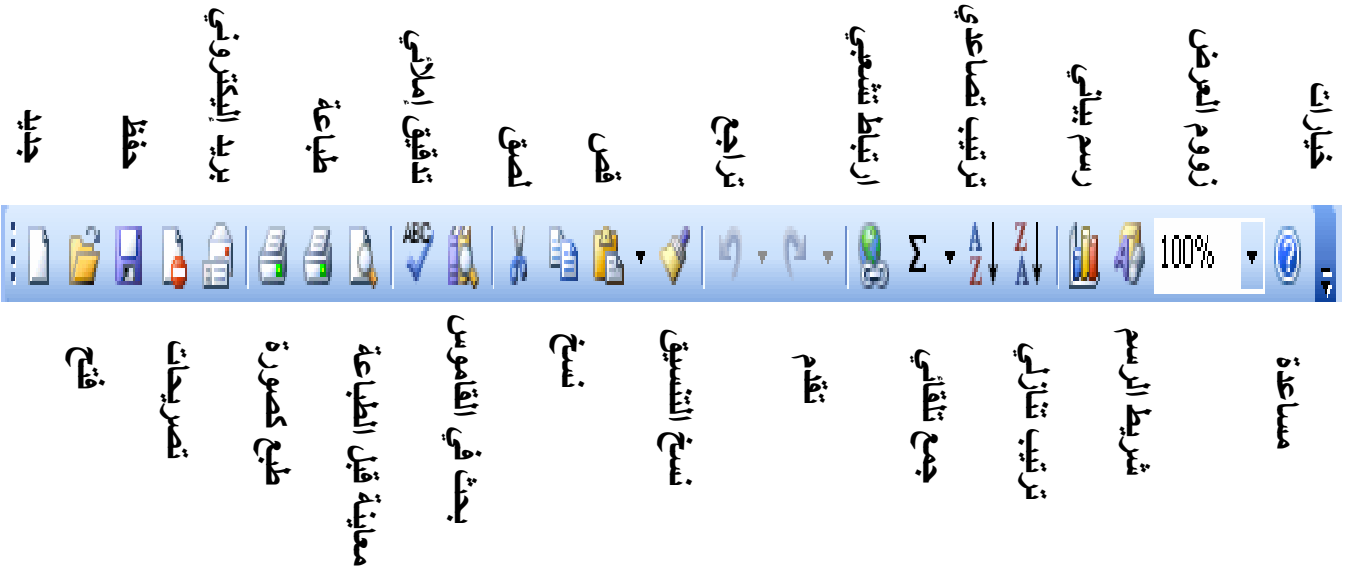 جديد
حفظ
بريد إليكتروني
طباعة
تدقيق إملائي
لصق
قص
تراجع
ارتباط تشعبي
ترتيب تصاعدي
رسم بياني
زووم العرض
خيارات
ABC
A
Z
Z
A
100%
فتح
تصريحات
طبع كصورة
معاينة قبل الطباعة
بحث في القاموس
نسخ
نسخ التنسيق
تقدم
جمع تلقائي
ترتيب تنازلي
شريط الرسم
مساعدة